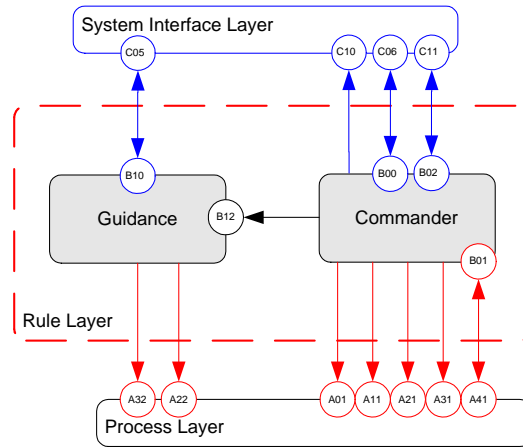 System Interface Layer
C05 C10 C06 C11
B10 B00 B02
Guidance B12 Commander
B01
Rule Layer
A32 A22 A01 A11 A21 A31 A41
Process Layer